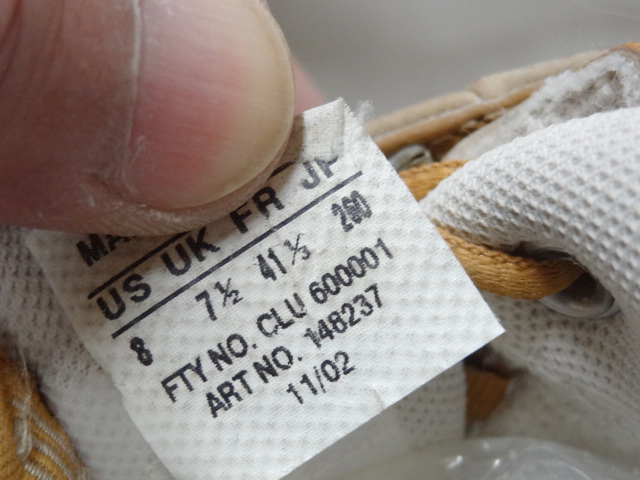 US UK FR JP
8 7½ 41⅓ 260
FTY NO. CLU 600001
ART NO. 148237
11/02